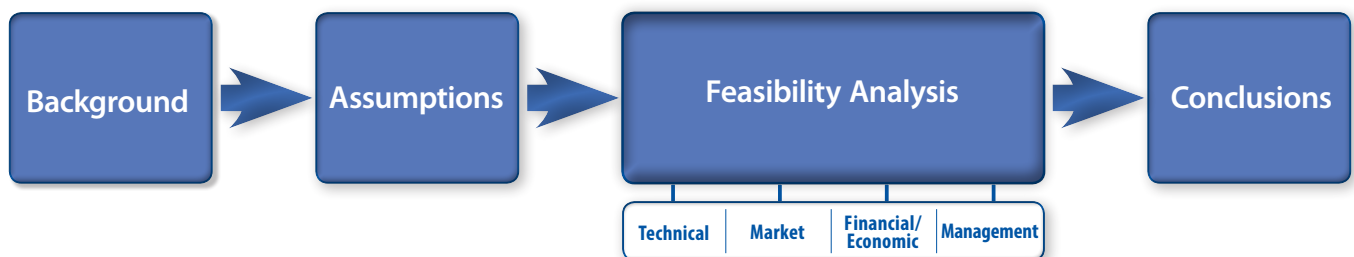 Background
Assumptions
Feasibility Analysis
Conclusions
Technical
Market
Financial/
Economic
Management